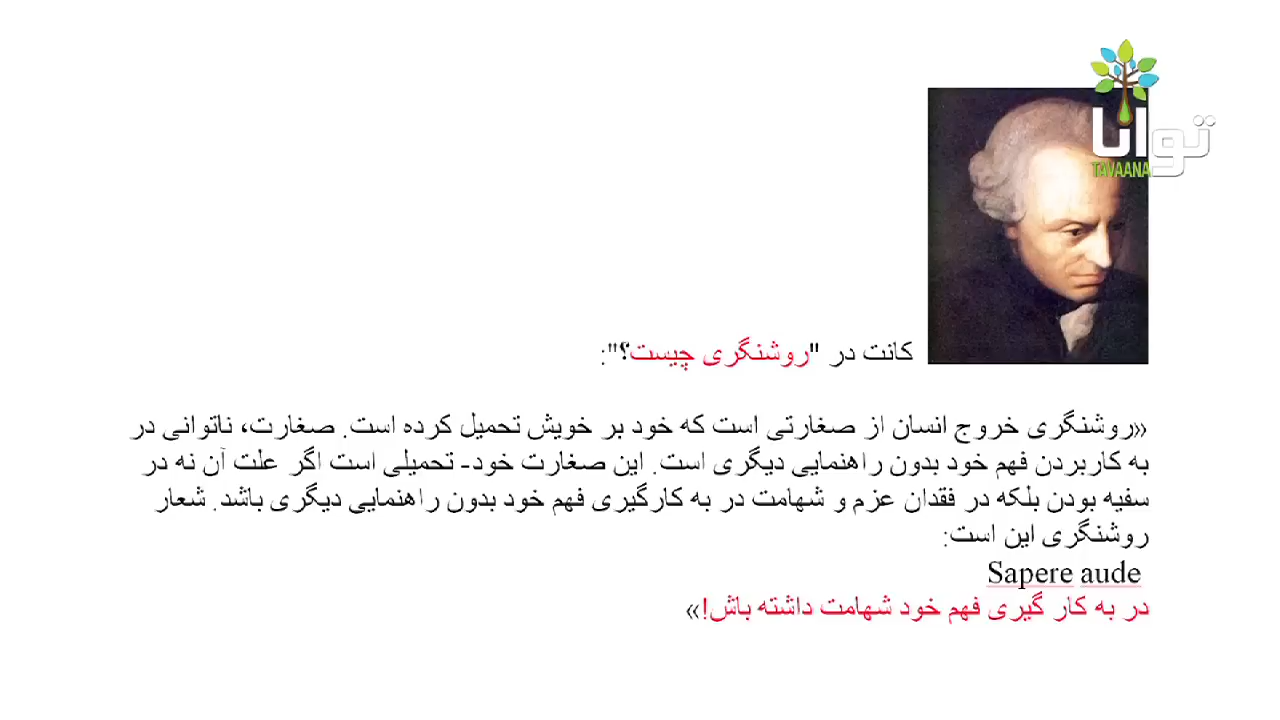 توانا
TAVAANA
کانت در "روشنگری چیست؟":
«روشنگری خروج انسان از صغارتی است که خود بر خویش تحمیل کرده است. صغارت، ناتوانی در
به کاربردن فهم خود بدون راهنمایی دیگری است. این صغارت خود- تحمیلی است اگر علت آن نه در
سفیه بودن بلکه در فقدان عزم و شهامت در به کارگیری فهم خود بدون راهنمایی دیگری باشد. شعار
روشنگری این است:
Sapere aude
در به کار گیری فهم خود شهامت داشته باش!»